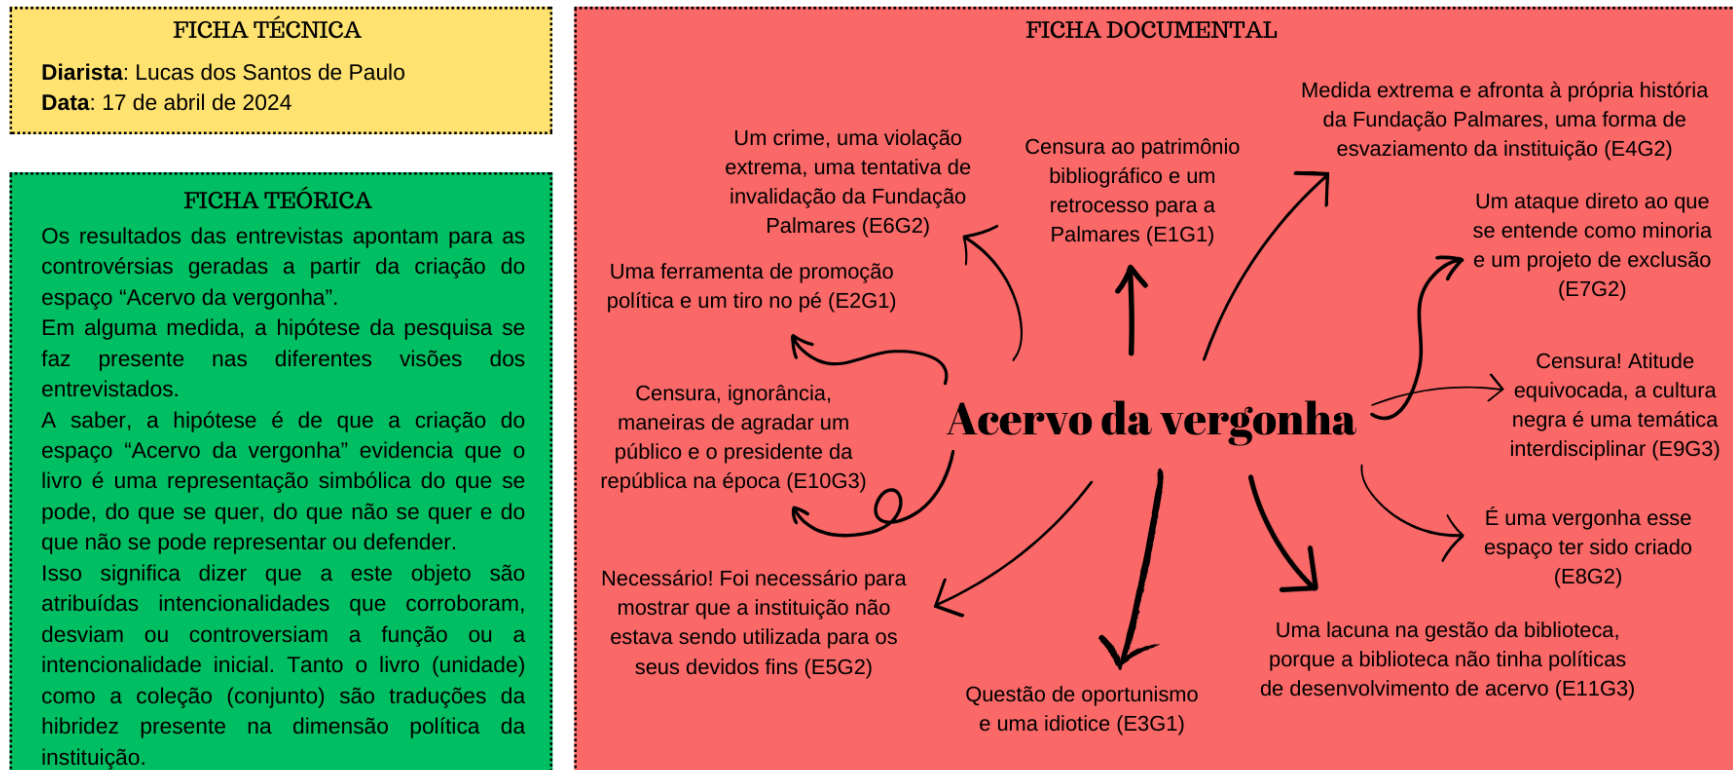 FICHA TÉCNICA
Diarista: Lucas dos Santos de Paulo
Data: 17 de abril de 2024
FICHA TEÓRICA
Os resultados das entrevistas apontam para as
controvérsias geradas a partir da criação do
espaço “Acervo da vergonha”.
Em alguma medida, a hipótese da pesquisa se
faz presente nas diferentes visões dos
entrevistados.
A saber, a hipótese é de que a criação do
espaço “Acervo da vergonha” evidencia que o
livro é uma representação simbólica do que se
pode, do que se quer, do que não se quer e do
que não se pode representar ou defender.
Isso significa dizer que a este objeto são
atribuídas intencionalidades que corroboram,
desviam ou controversiam a função ou a
intencionalidade inicial. Tanto o livro (unidade)
como a coleção (conjunto) são traduções da
hibridez presente na dimensão política da
instituição.
FICHA DOCUMENTAL
Um crime, uma violação
extrema, uma tentativa de
invalidação da Fundação
Palmares (E6G2)
Censura ao patrimônio
bibliográfico e um
retrocesso para a
Palmares (E1G1)
Medida extrema e afronta à própria história
da Fundação Palmares, uma forma de
esvaziamento da instituição (E4G2)
Um ataque direto ao que
se entende como minoria
e um projeto de exclusão
(E7G2)
Uma ferramenta de promoção
política e um tiro no pé (E2G1)
Censura! Atitude
equivocada, a cultura
negra é uma temática
interdisciplinar (E9G3)
Censura, ignorância,
maneiras de agradar um
público e o presidente da
república na época (E10G3)
Acervo da vergonha
É uma vergonha esse
espaço ter sido criado
(E8G2)
Necessário! Foi necessário para
mostrar que a instituição não
estava sendo utilizada para os
seus devidos fins (E5G2)
Uma lacuna na gestão da biblioteca,
porque a biblioteca não tinha políticas
de desenvolvimento de acervo (E11G3)
Questão de oportunismo
e uma idiotice (E3G1)